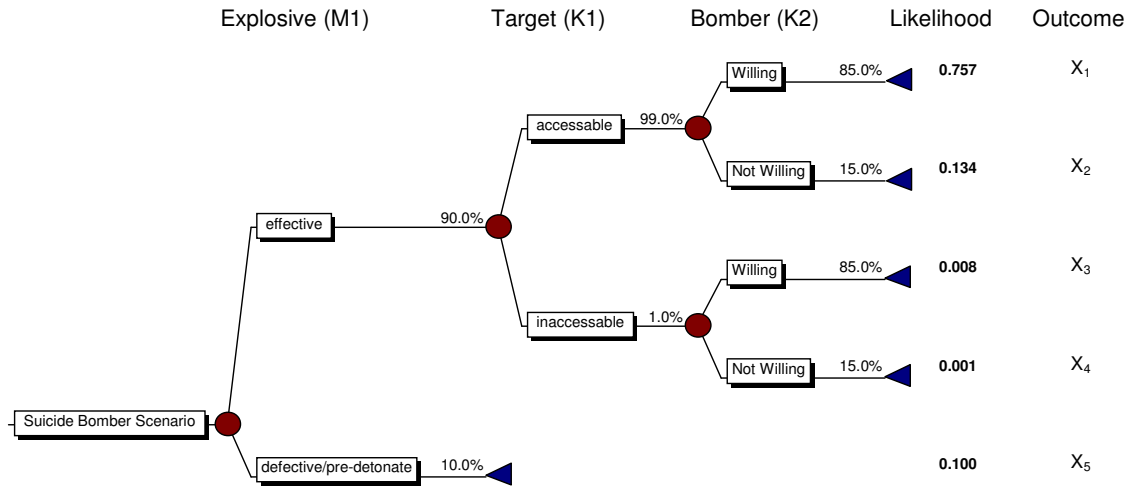 Explosive (M1) Target (K1) Bomber (K2) Likelihood Outcome
Willing 85.0% 0.757 X₁
accessable 99.0%
Not Willing 15.0% 0.134 X₂
effective 90.0%
Willing 85.0% 0.008 X₃
inaccessable 1.0%
Not Willing 15.0% 0.001 X₄
Suicide Bomber Scenario
defective/pre-detonate 10.0% 0.100 X₅